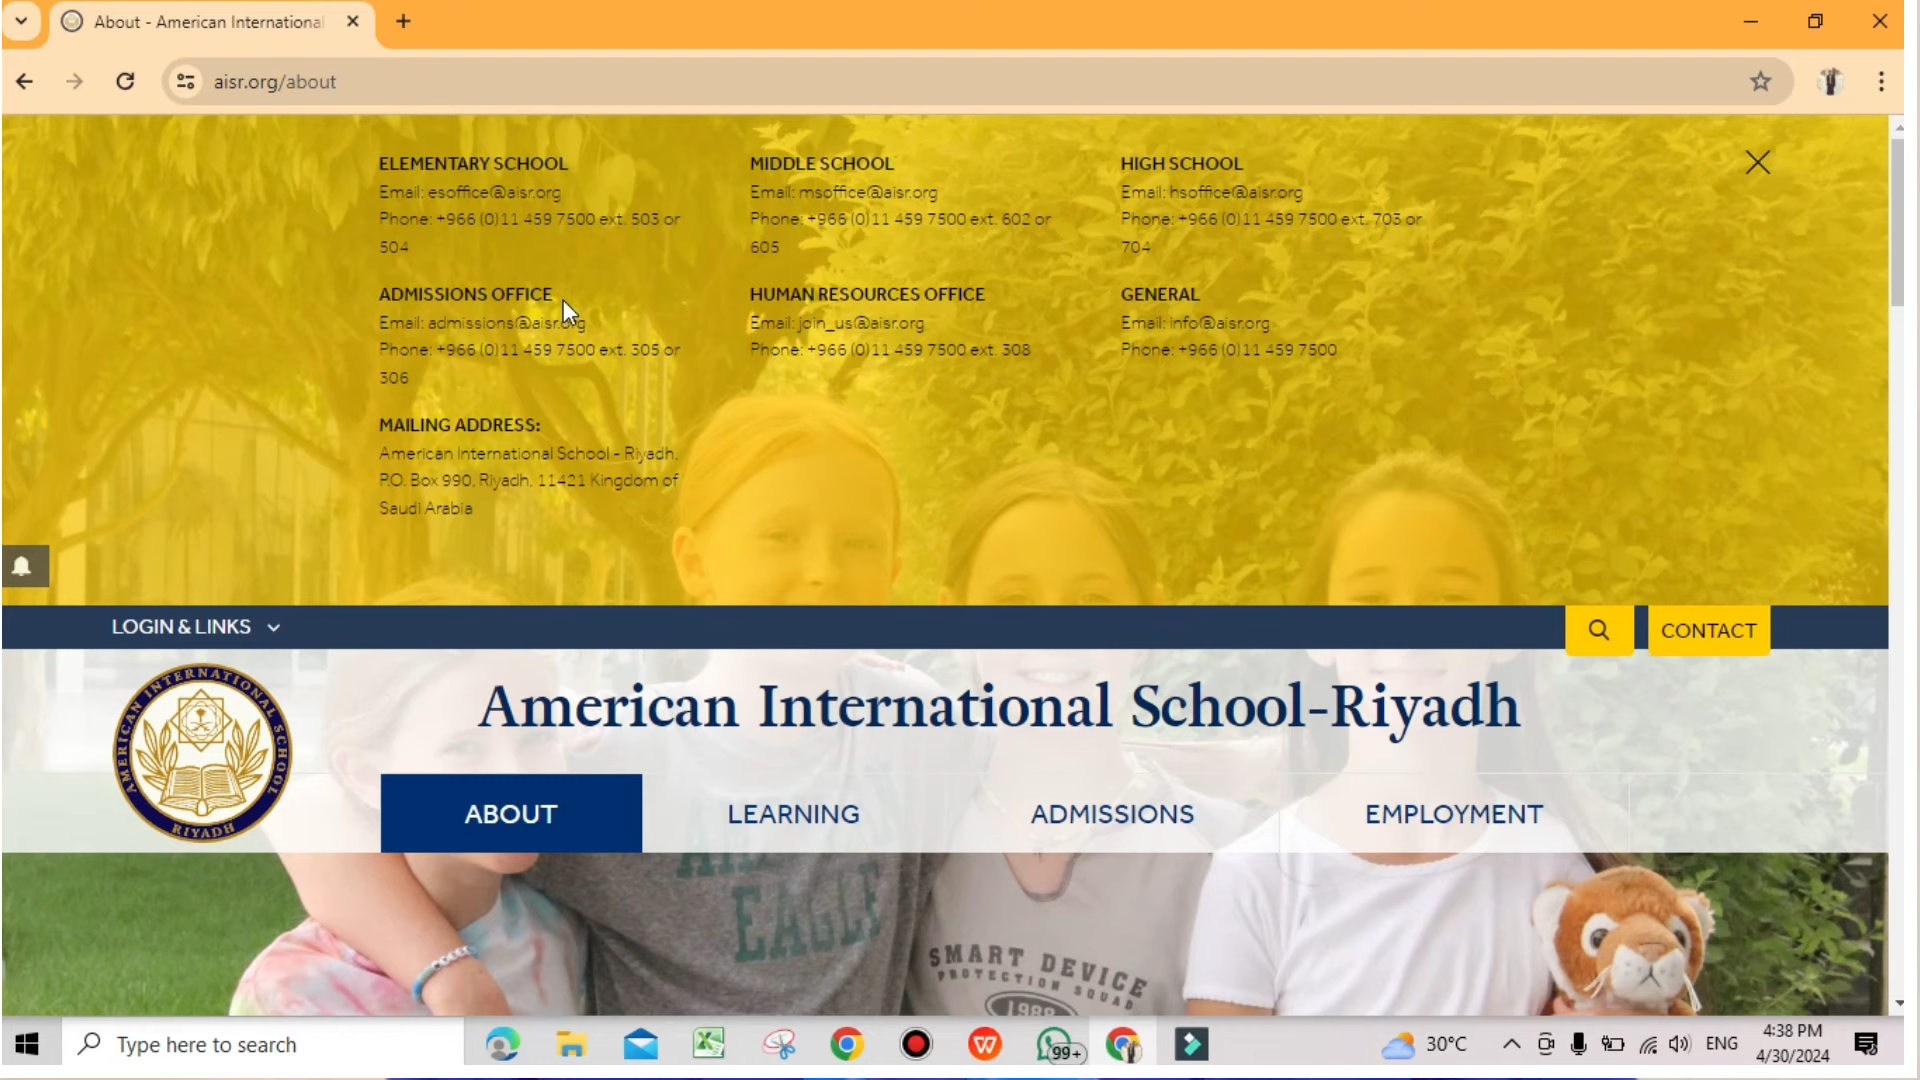 About - American International
aisr.org/about
ELEMENTARY SCHOOL
Email: esoffice@aisr.org
Phone: +966 (0)11 459 7500 ext. 503 or
504
MIDDLE SCHOOL
Email: msoffice@aisr.org
Phone: +966 (0)11 459 7500 ext. 602 or
605
HIGH SCHOOL
Email: hsoffice@aisr.org
Phone: +966 (0)11 459 7500 ext. 703 or
704
ADMISSIONS OFFICE
Email: admissions@aisr.org
Phone: +966 (0)11 459 7500 ext. 305 or
306
HUMAN RESOURCES OFFICE
Email: join_us@aisr.org
Phone: +966 (0)11 459 7500 ext. 308
GENERAL
Email: info@aisr.org
Phone: +966 (0)11 459 7500
MAILING ADDRESS:
American International School - Riyadh,
P.O. Box 990, Riyadh, 11421 Kingdom of
Saudi Arabia
LOGIN & LINKS
CONTACT
AMERICAN INTERNATIONAL SCHOOL
RIYADH
American International School-Riyadh
ABOUT LEARNING ADMISSIONS EMPLOYMENT
EAGLE
SMART DEVICE
PROTECTION SQUAD
Type here to search
99+
30°C
ENG
4:38 PM
4/30/2024